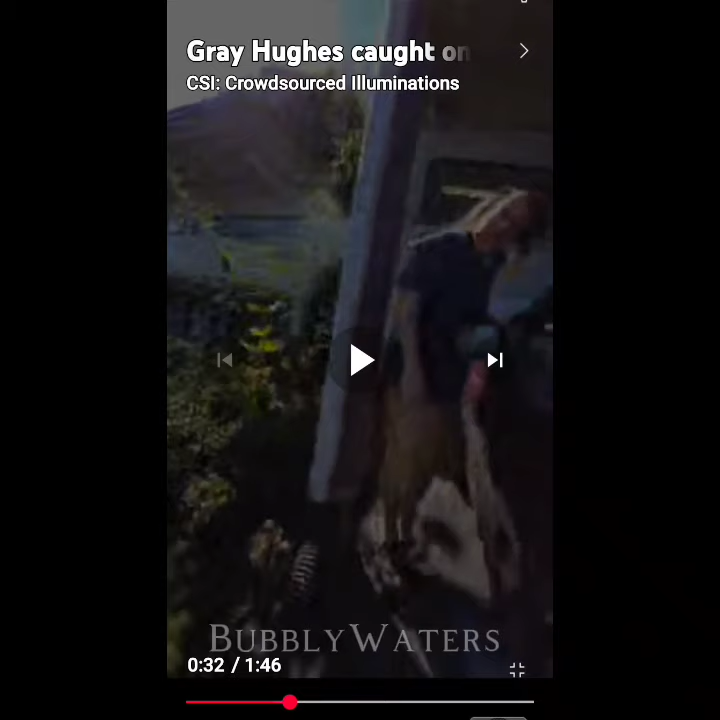 Gray Hughes caught on
CSI: Crowdsourced Illuminations
BUBBLYWATERS
0:32 / 1:46